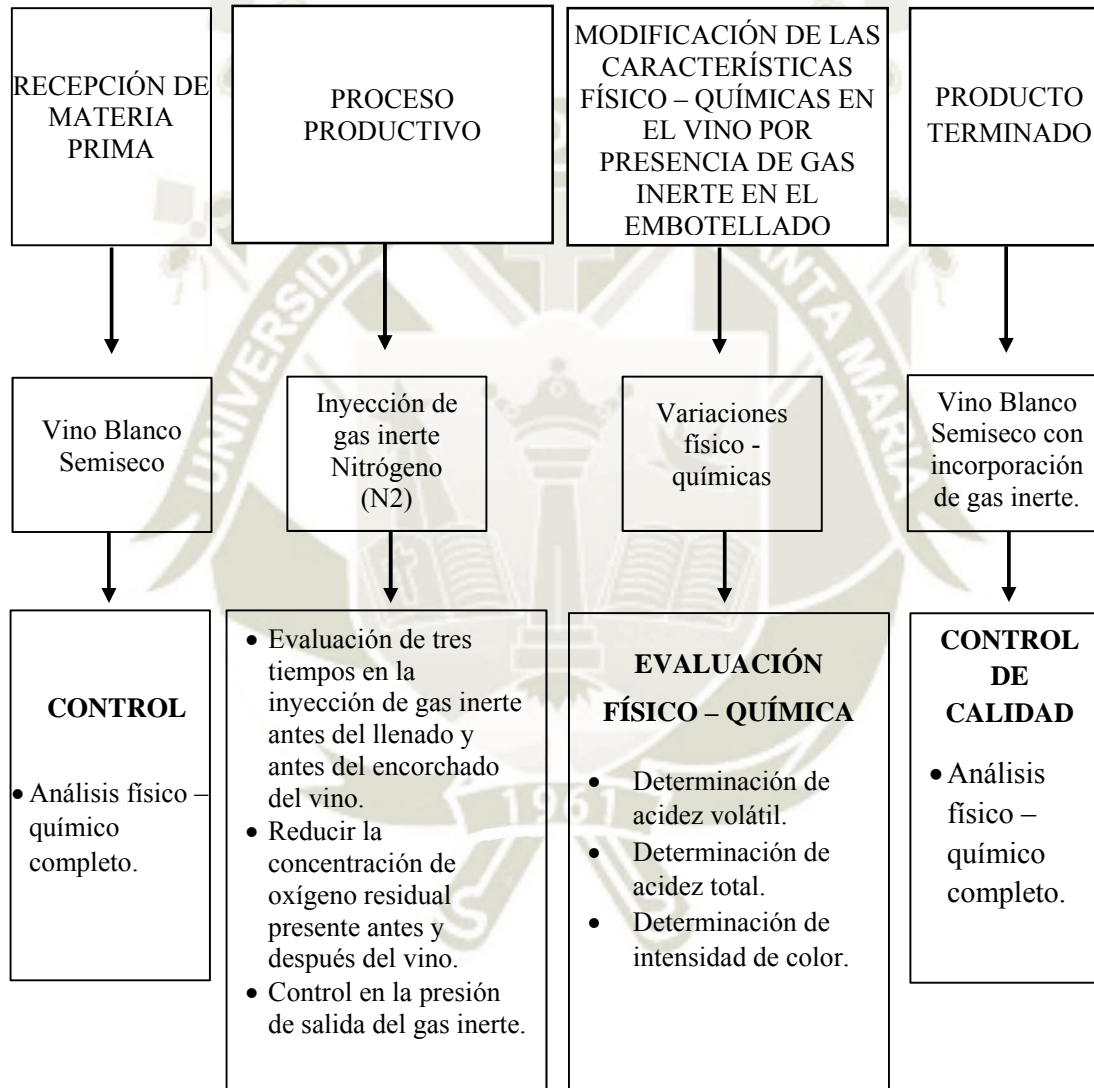 RECEPCIÓN DE
MATERIA
PRIMA
PROCESO
PRODUCTIVO
MODIFICACIÓN DE LAS
CARACTERÍSTICAS
FÍSICO – QUÍMICAS EN
EL VINO POR
PRESENCIA DE GAS
INERTE EN EL
EMBOTELLADO
PRODUCTO
TERMINADO
Vino Blanco
Semiseco
Inyección de
gas inerte
Nitrógeno
(N2)
Variaciones
físico -
químicas
Vino Blanco
Semiseco con
incorporación
de gas inerte.
CONTROL
• Análisis físico –
químico
completo.
• Evaluación de tres
tiempos en la
inyección de gas inerte
antes del llenado y
antes del encorchado
del vino.
• Reducir la
concentración de
oxígeno residual
presente antes y
después del vino.
• Control en la presión
de salida del gas inerte.
EVALUACIÓN
FÍSICO – QUÍMICA
• Determinación de
acidez volátil.
• Determinación de
acidez total.
• Determinación de
intensidad de color.
CONTROL
DE
CALIDAD
• Análisis
físico –
químico
completo.
1961